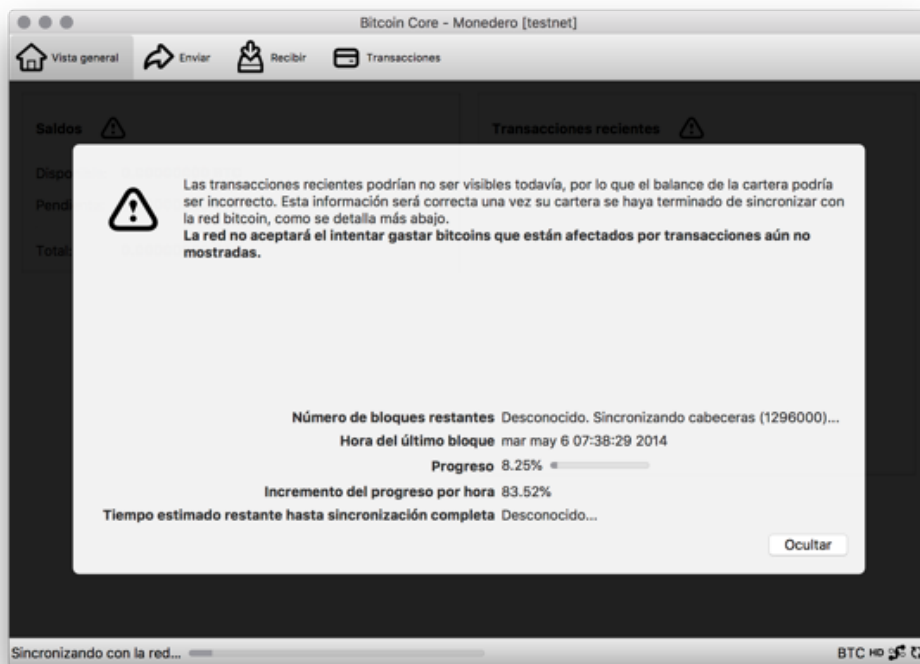 Bitcoin Core - Monedero [testnet]
Vista general
Enviar
Recibir
Transacciones
Saldos
Transacciones recientes
Total:
Las transacciones recientes podrían no ser visibles todavía, por lo que el balance de la cartera podría
ser incorrecto. Esta información será correcta una vez su cartera se haya terminado de sincronizar con
la red bitcoin, como se detalla más abajo.
La red no aceptará el intentar gastar bitcoins que están afectados por transacciones aún no
mostradas.
Número de bloques restantes Desconocido. Sincronizando cabeceras (1296000)...
Hora del último bloque mar may 6 07:38:29 2014
Progreso 8.25%
Incremento del progreso por hora 83.52%
Tiempo estimado restante hasta sincronización completa Desconocido...
Ocultar
Sincronizando con la red...
BTC HD